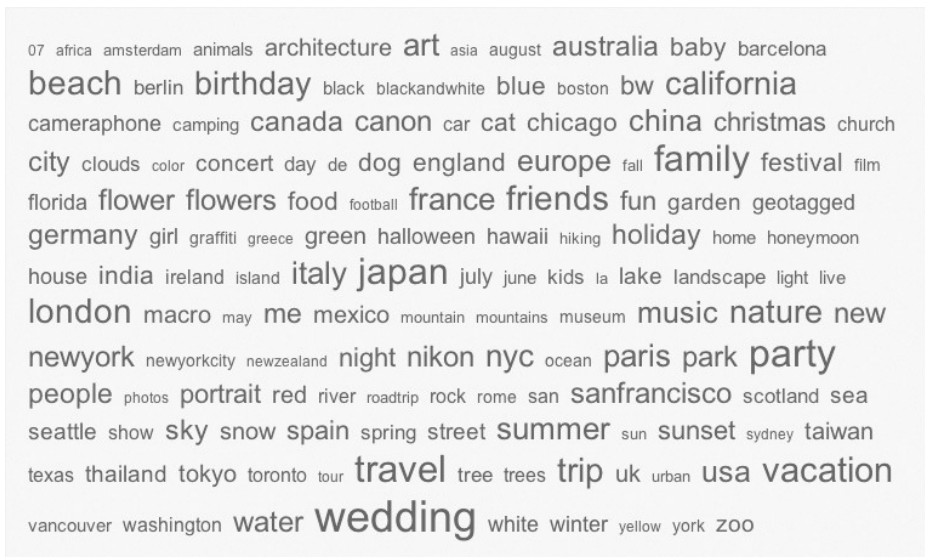 07 africa amsterdam animals architecture art asia august australia baby barcelona
beach berlin birthday black blackandwhite blue boston bw california
cameraphone camping canada canon car cat chicago china christmas church
city clouds color concert day de dog england europe fall family festival film
florida flower flowers food football france friends fun garden geotagged
germany girl graffiti greece green halloween hawaii hiking holiday home honeymoon
house india ireland island italy japan july june kids la lake landscape light live
london macro may me mexico mountain mountains museum music nature new
newyork newyorkcity newzealand night nikon nyc ocean paris park party
people photos portrait red river roadtrip rock rome san sanfrancisco scotland sea
seattle show sky snow spain spring street summer sun sunset sydney taiwan
texas thailand tokyo toronto tour travel tree trees trip uk urban usa vacation
vancouver washington water wedding white winter yellow york zoo